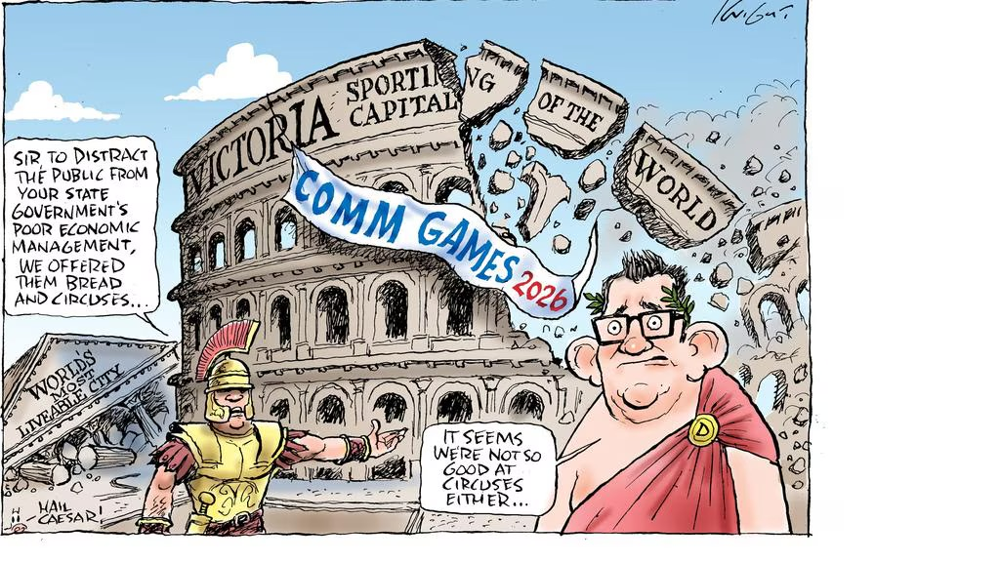 Knight
SIR TO DISTRACT
THE PUBLIC FROM
YOUR STATE
GOVERNMENT'S
POOR ECONOMIC
MANAGEMENT,
WE OFFERED
THEM BREAD
AND CIRCUSES...
VICTORIA
SPORTING
CAPITAL
OF THE
WORLD
COMM GAMES 2026
WORLDS
MOST
LIVEABLE CITY
IT SEEMS
WE'RE NOT SO
GOOD AT
CIRCUSES
EITHER...
D
HAIL
CAESAR!